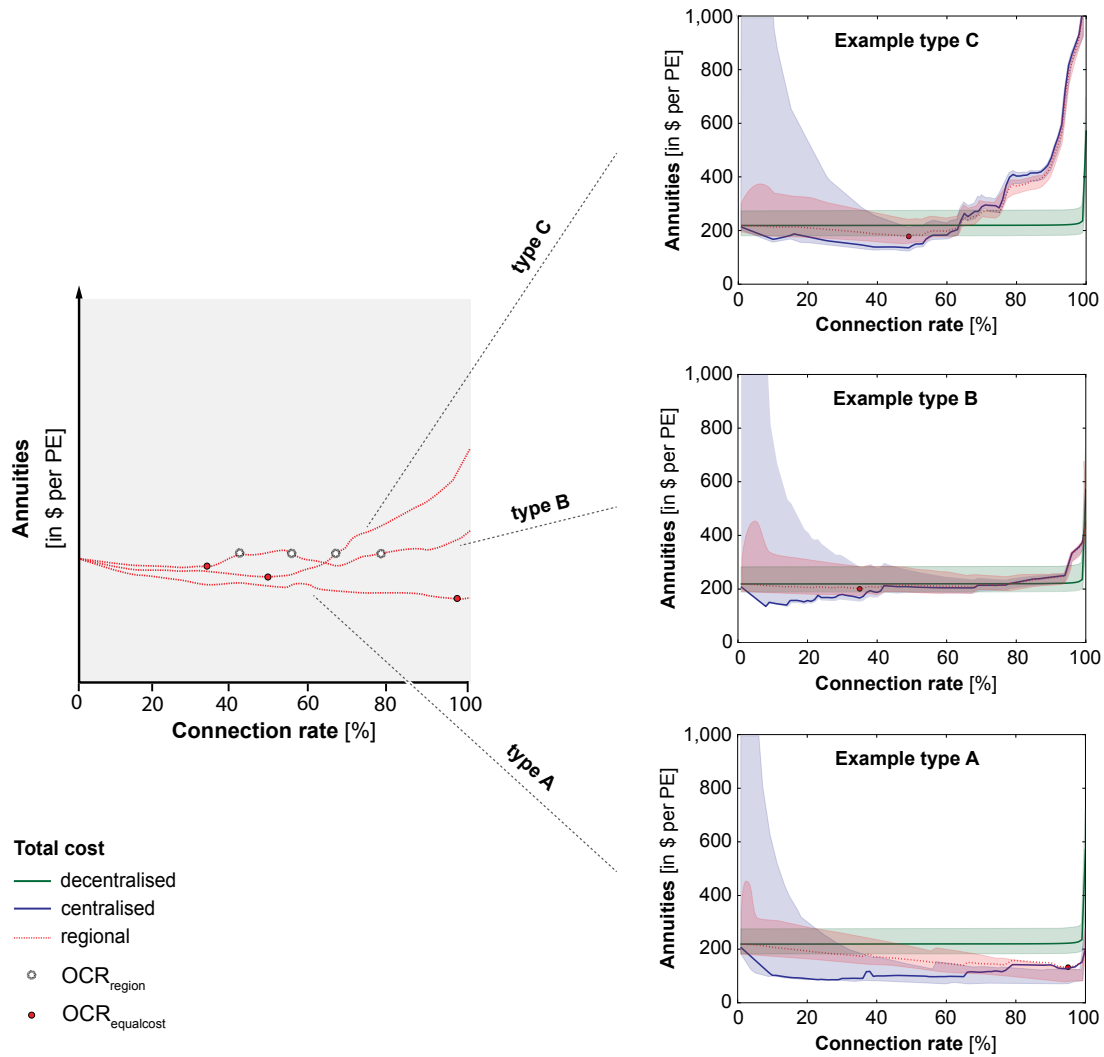 Annuities
[in $ per PE]
0
20
40
60
80
100
Connection rate [%]
type C
type B
type A
Total cost
decentralised
centralised
regional
OCRregion
OCRequalcost
Example type C
Annuities [in $ per PE]
1,000
800
600
400
200
0
0
20
40
60
80
100
Connection rate [%]
Example type B
Annuities [in $ per PE]
1,000
800
600
400
200
0
0
20
40
60
80
100
Connection rate [%]
Example type A
Annuities [in $ per PE]
1,000
800
600
400
200
0
0
20
40
60
80
100
Connection rate [%]